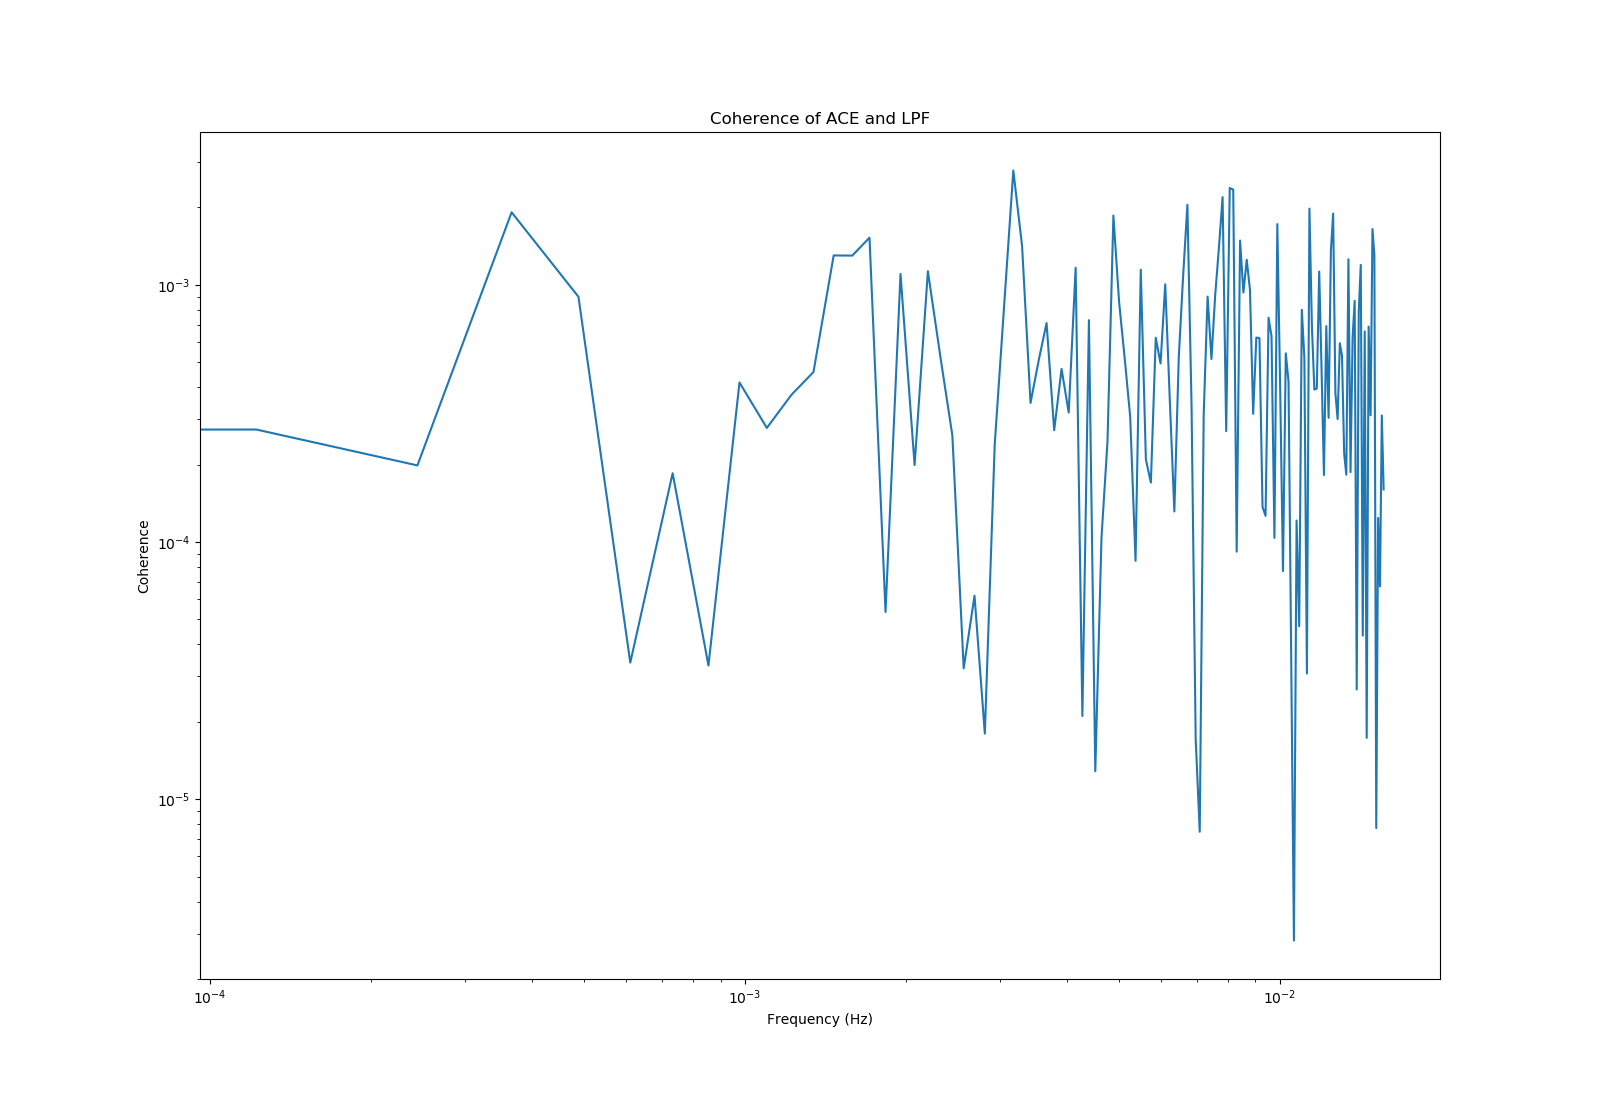 Coherence of ACE and LPF
Coherence
10⁻³
10⁻⁴
10⁻⁵
10⁻⁴ 10⁻³ 10⁻²
Frequency (Hz)